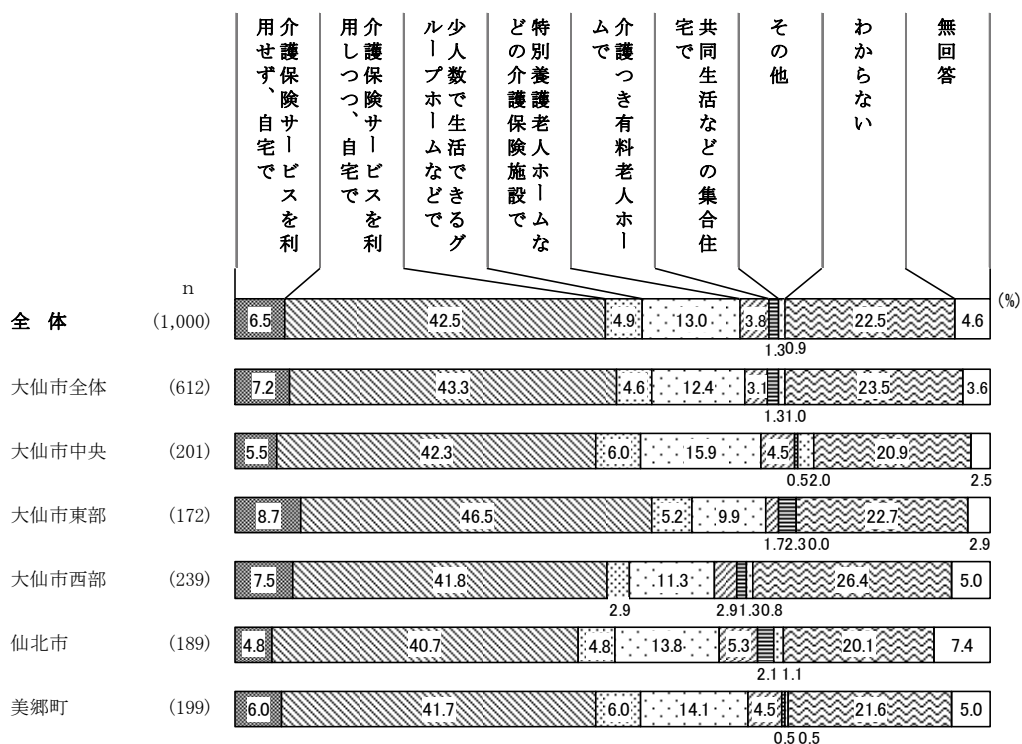 介護保険サービスを利
用せず、自宅で
介護保険サービスを利
用しつつ、自宅で
少人数で生活できるグ
ループホームなどで
特別養護老人ホームな
どの介護保険施設で
介護つき有料老人ホー
ムで
共同生活などの集合住
宅で
その他
わからない
無回答
n
(%)
全 体 (1,000) 6.5 42.5 4.9 13.0 3.8 22.5 4.6
1.3 0.9
大仙市全体 (612) 7.2 43.3 4.6 12.4 3.1 23.5 3.6
1.3 1.0
大仙市中央 (201) 5.5 42.3 6.0 15.9 4.5 20.9
0.5 2.0 2.5
大仙市東部 (172) 8.7 46.5 5.2 9.9 22.7
1.7 2.3 0.0 2.9
大仙市西部 (239) 7.5 41.8 11.3 26.4 5.0
2.9 2.9 1.3 0.8
仙北市 (189) 4.8 40.7 4.8 13.8 5.3 20.1 7.4
2.1 1.1
美郷町 (199) 6.0 41.7 6.0 14.1 4.5 21.6 5.0
0.5 0.5